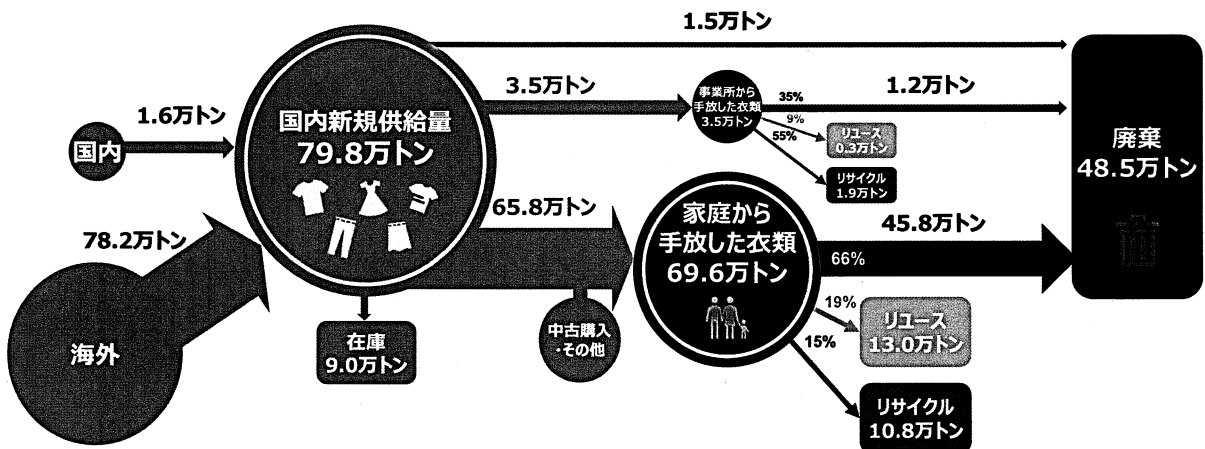 1.5万トン
3.5万トン
事業所から
手放した衣類
3.5万トン
35%
1.2万トン
9%
55%
リユース
0.3万トン
リサイクル
1.9万トン
1.6万トン
国内
国内新規供給量
79.8万トン
廃棄
48.5万トン
78.2万トン
海外
65.8万トン
家庭から
手放した衣類
69.6万トン
45.8万トン
66%
19%
15%
リユース
13.0万トン
リサイクル
10.8万トン
在庫
9.0万トン
中古購入
・その他